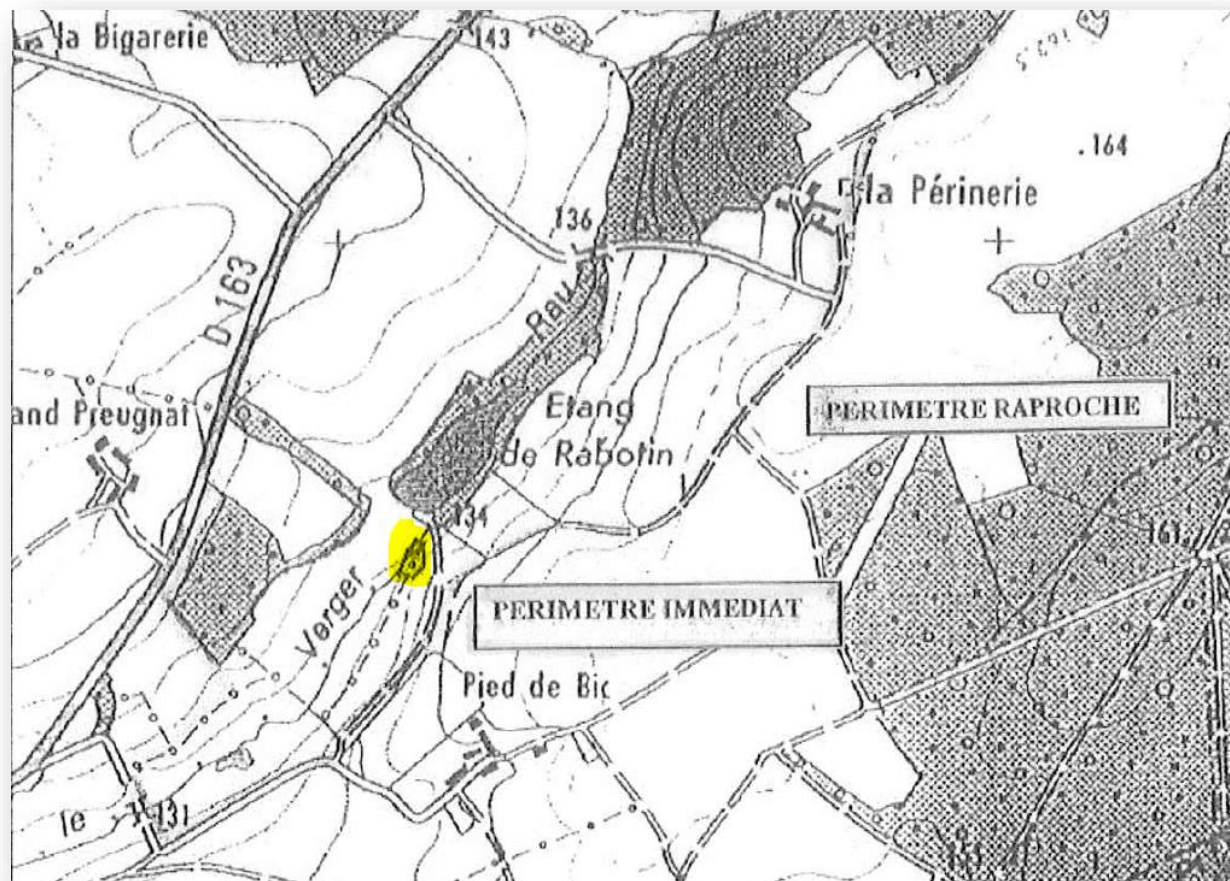 la Bigarerie
143
.164
la Périnerie
136
D 163
Rau
PERIMETRE RAPROCHE
and Preugnat
Etang
de Rabotin
134
161
Verger
PERIMETRE IMMEDIAT
Pied de Bic
le
131